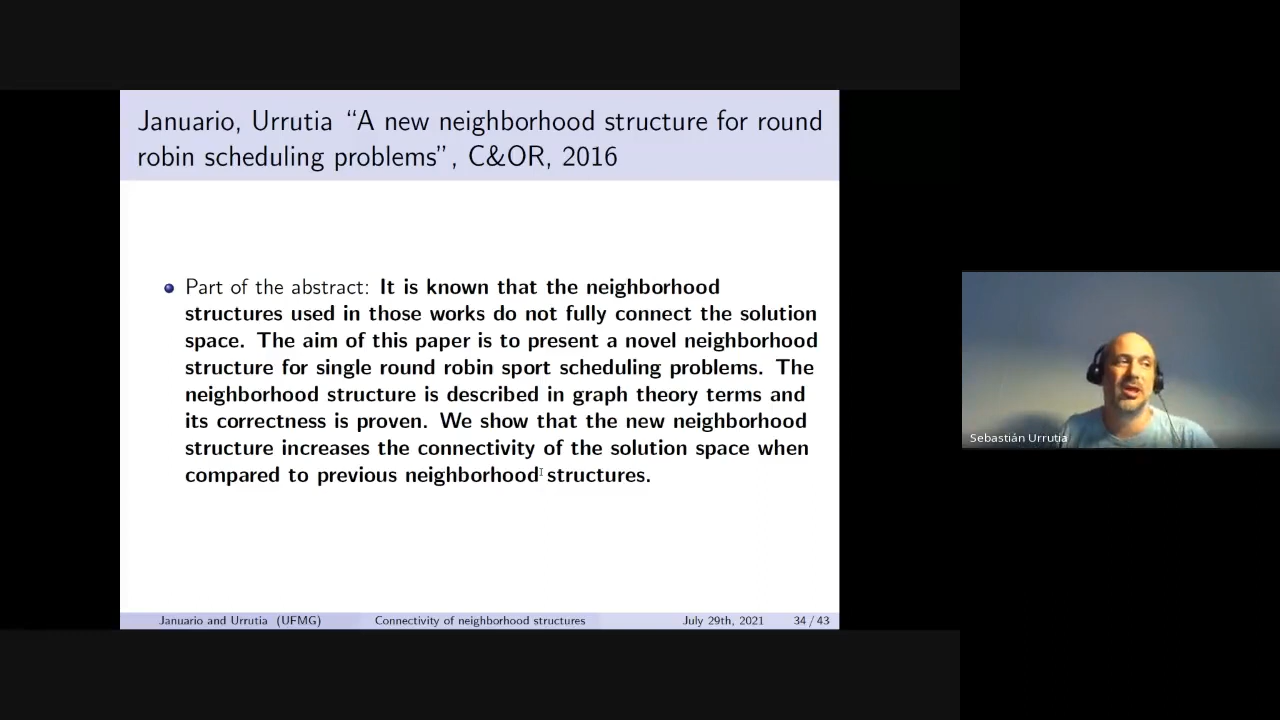 Januario, Urrutia “A new neighborhood structure for round
robin scheduling problems”, C&OR, 2016
Part of the abstract: It is known that the neighborhood
structures used in those works do not fully connect the solution
space. The aim of this paper is to present a novel neighborhood
structure for single round robin sport scheduling problems. The
neighborhood structure is described in graph theory terms and
its correctness is proven. We show that the new neighborhood
structure increases the connectivity of the solution space when
compared to previous neighborhood structures.
Sebastián Urrutia
Januario and Urrutia (UFMG) Connectivity of neighborhood structures July 29th, 2021 34 / 43